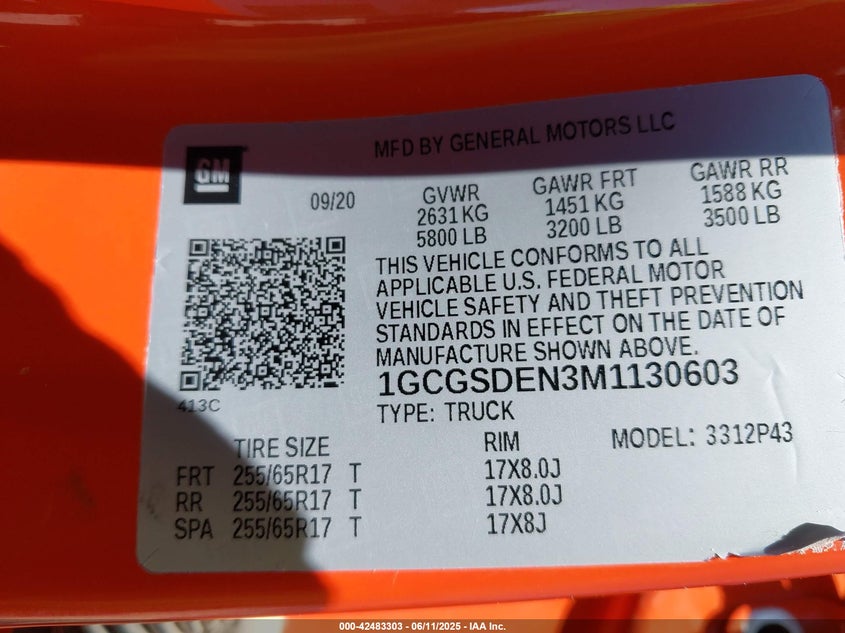 MFD BY GENERAL MOTORS LLC
GM
09/20
GVWR GAWR FRT GAWR RR
2631 KG 1451 KG 1588 KG
5800 LB 3200 LB 3500 LB
THIS VEHICLE CONFORMS TO ALL
APPLICABLE U.S. FEDERAL MOTOR
VEHICLE SAFETY AND THEFT PREVENTION
STANDARDS IN EFFECT ON THE DATE OF
MANUFACTURE SHOWN ABOVE.
413C
1GCGSDEN3M1130603
TYPE: TRUCK
TIRE SIZE RIM MODEL: 3312P43
FRT 255/65R17 T 17X8.0J
RR 255/65R17 T 17X8.0J
SPA 255/65R17 T 17X8J
000-42483303 - 06/11/2025 - IAA Inc.